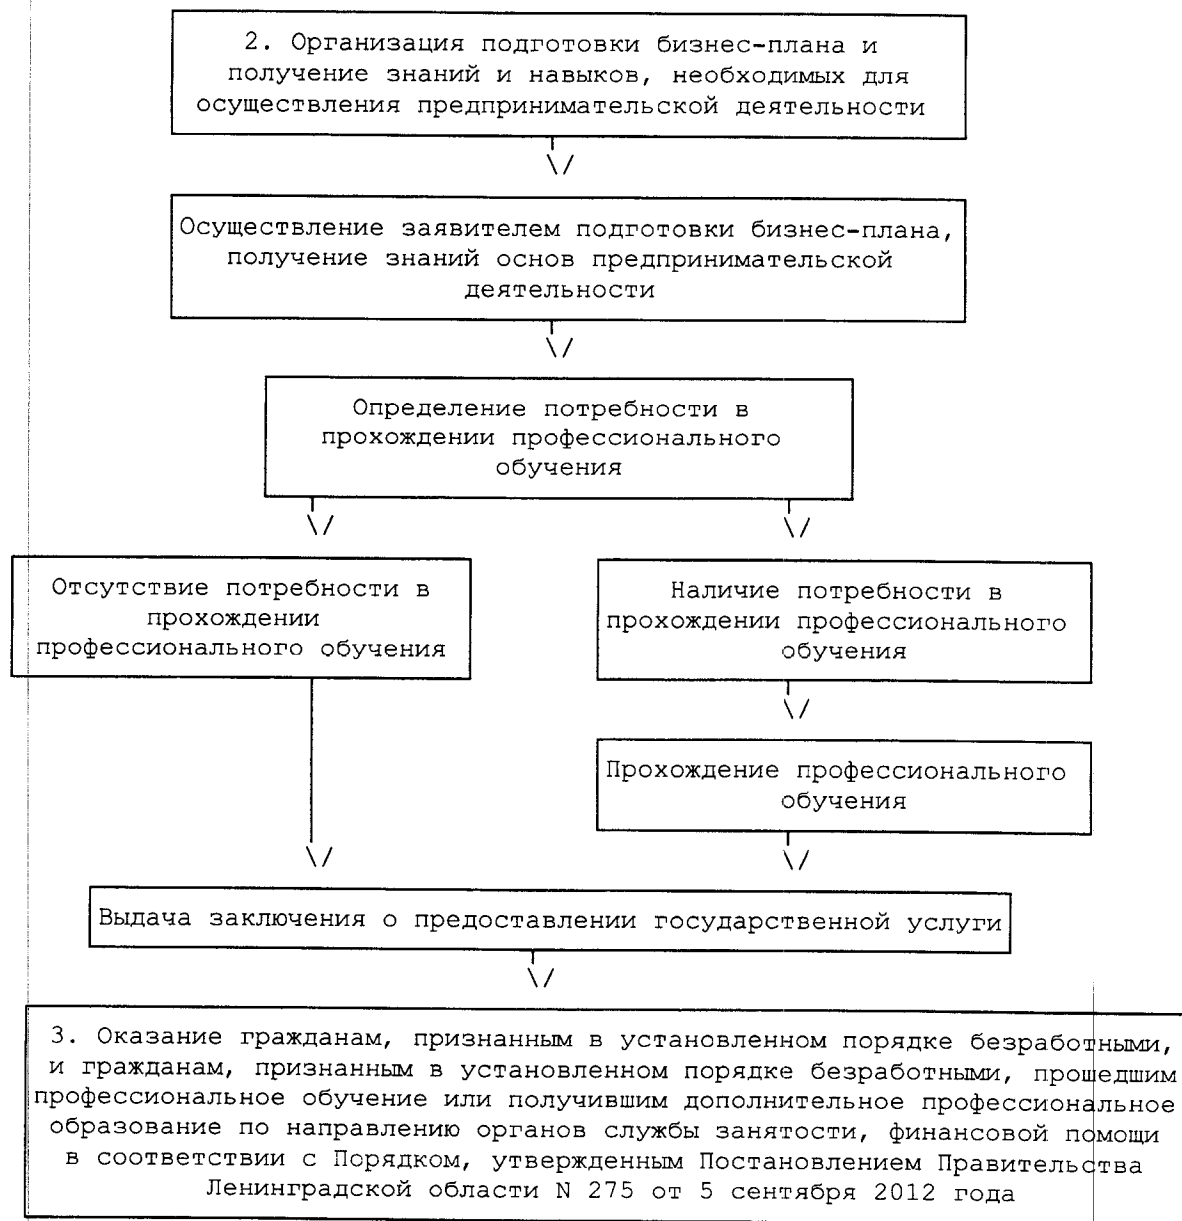 2. Организация подготовки бизнес-плана и
получение знаний и навыков, необходимых для
осуществления предпринимательской деятельности
Осуществление заявителем подготовки бизнес-плана,
получение знаний основ предпринимательской
деятельности
Определение потребности в
прохождении профессионального
обучения
Отсутствие потребности в
прохождении
профессионального обучения
Наличие потребности в
прохождении профессионального
обучения
Прохождение профессионального
обучения
Выдача заключения о предоставлении государственной услуги
3. Оказание гражданам, признанным в установленном порядке безработными,
и гражданам, признанным в установленном порядке безработными, прошедшим
профессиональное обучение или получившим дополнительное профессиональное
образование по направлению органов службы занятости, финансовой помощи
в соответствии с Порядком, утвержденным Постановлением Правительства
Ленинградской области N 275 от 5 сентября 2012 года